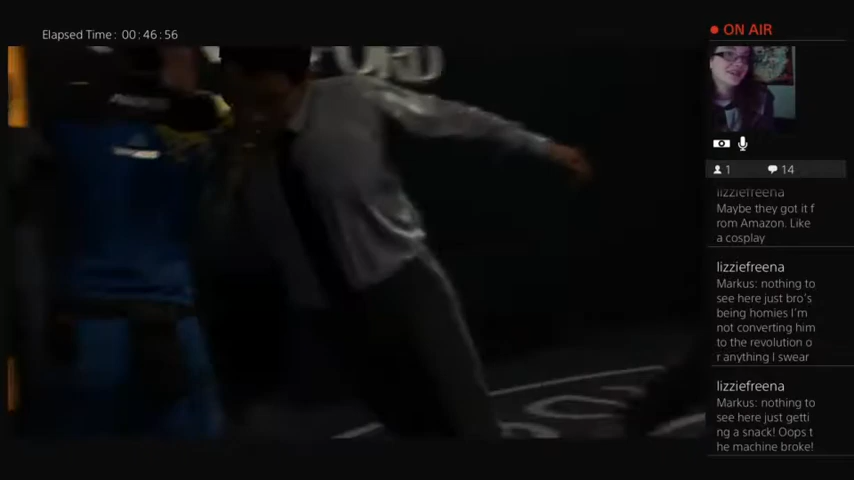 Elapsed Time: 00:46:56
ON AIR
1
14
lizziefreena
Maybe they got it f
rom Amazon. Like
a cosplay
lizziefreena
Markus: nothing to
see here just bro's
being homies I'm
not converting him
to the revolution o
r anything I swear
lizziefreena
Markus: nothing to
see here just getti
ng a snack! Oops t
he machine broke!